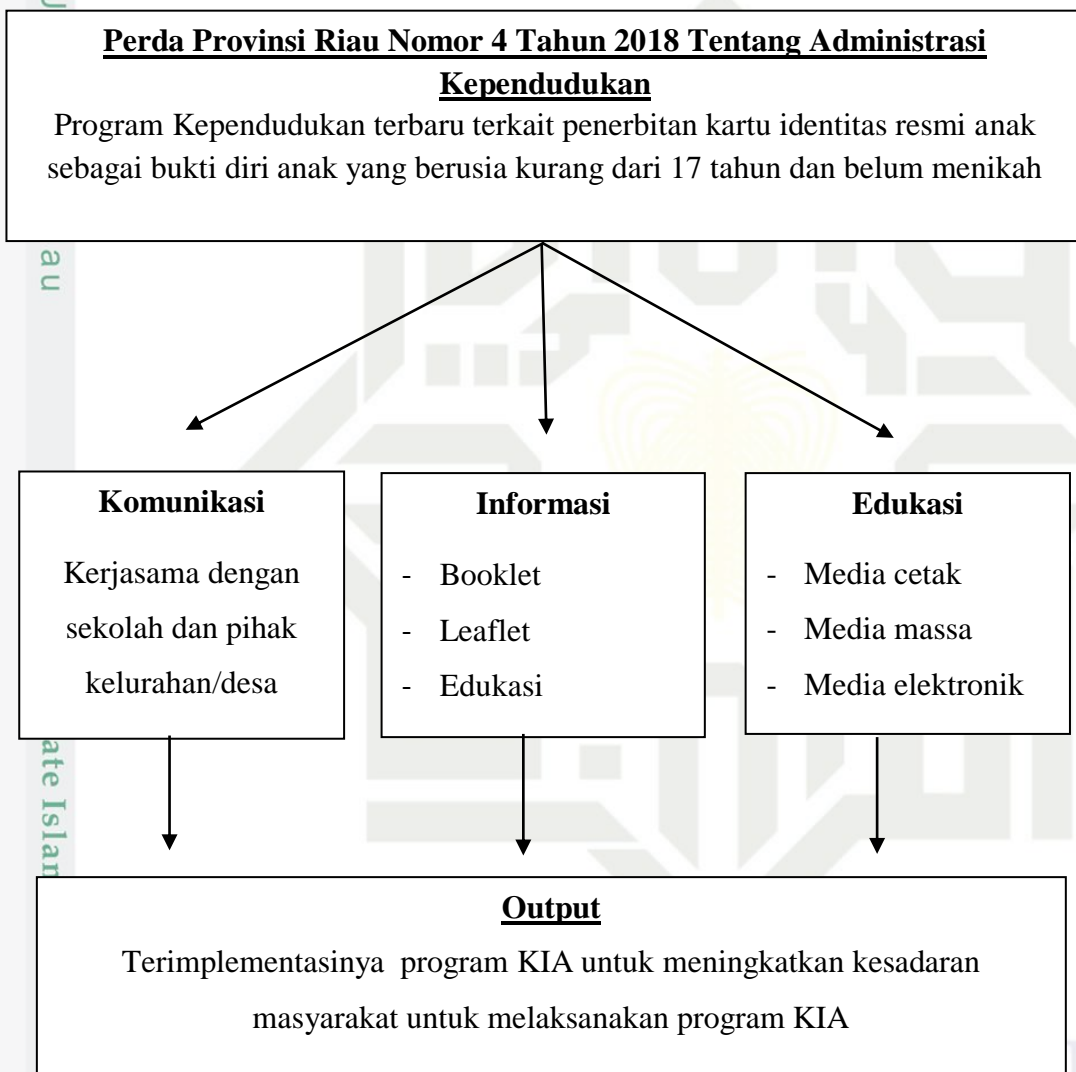 Perda Provinsi Riau Nomor 4 Tahun 2018 Tentang Administrasi
Kependudukan
Program Kependudukan terbaru terkait penerbitan kartu identitas resmi anak
sebagai bukti diri anak yang berusia kurang dari 17 tahun dan belum menikah
Komunikasi
Kerjasama dengan
sekolah dan pihak
kelurahan/desa
Informasi
- Booklet
- Leaflet
- Edukasi
Edukasi
- Media cetak
- Media massa
- Media elektronik
Output
Terimplementasinya program KIA untuk meningkatkan kesadaran
masyarakat untuk melaksanakan program KIA
au
ate Islam